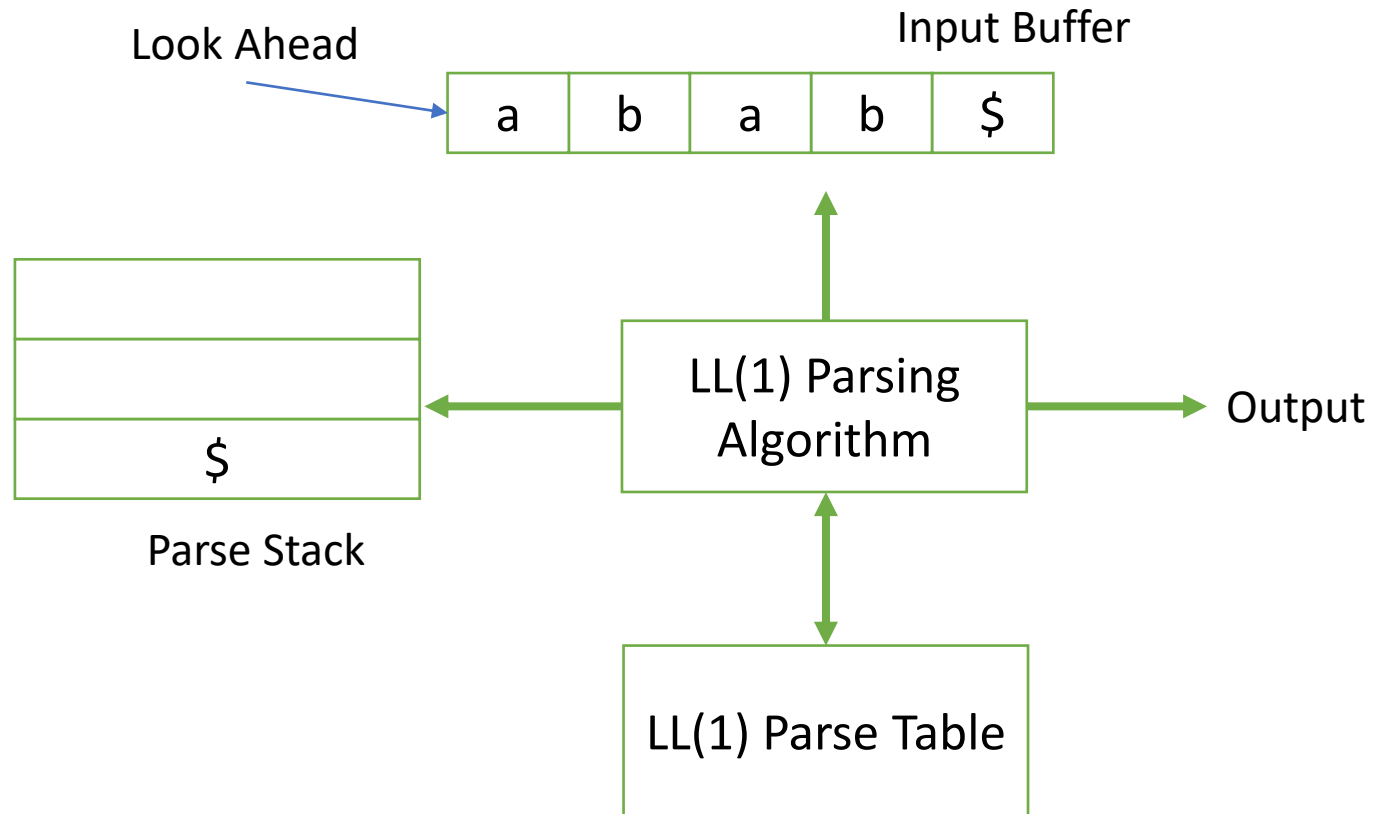 Input Buffer
Look Ahead
a b a b $
LL(1) Parsing
Algorithm
Output
$
Parse Stack
LL(1) Parse Table